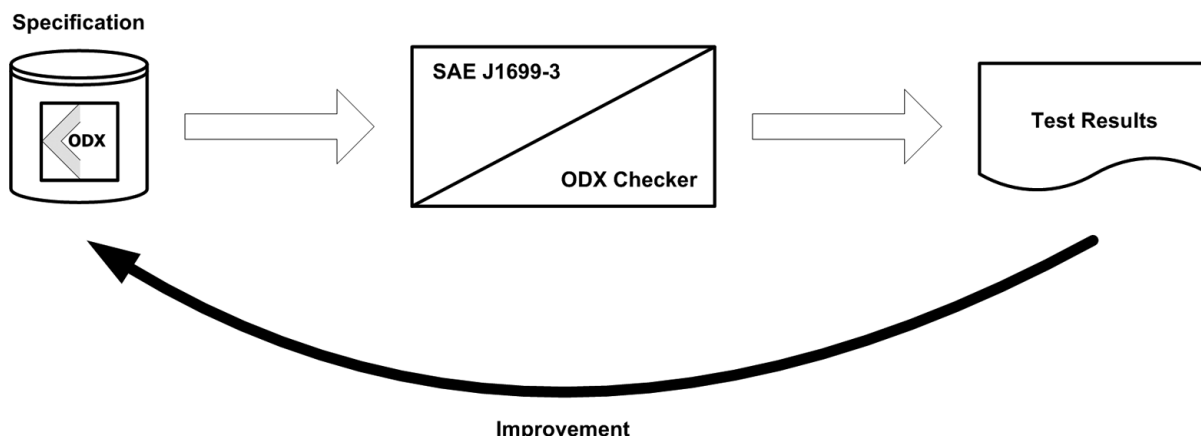 Specification
ODX
SAE J1699-3
ODX Checker
Test Results
Improvement